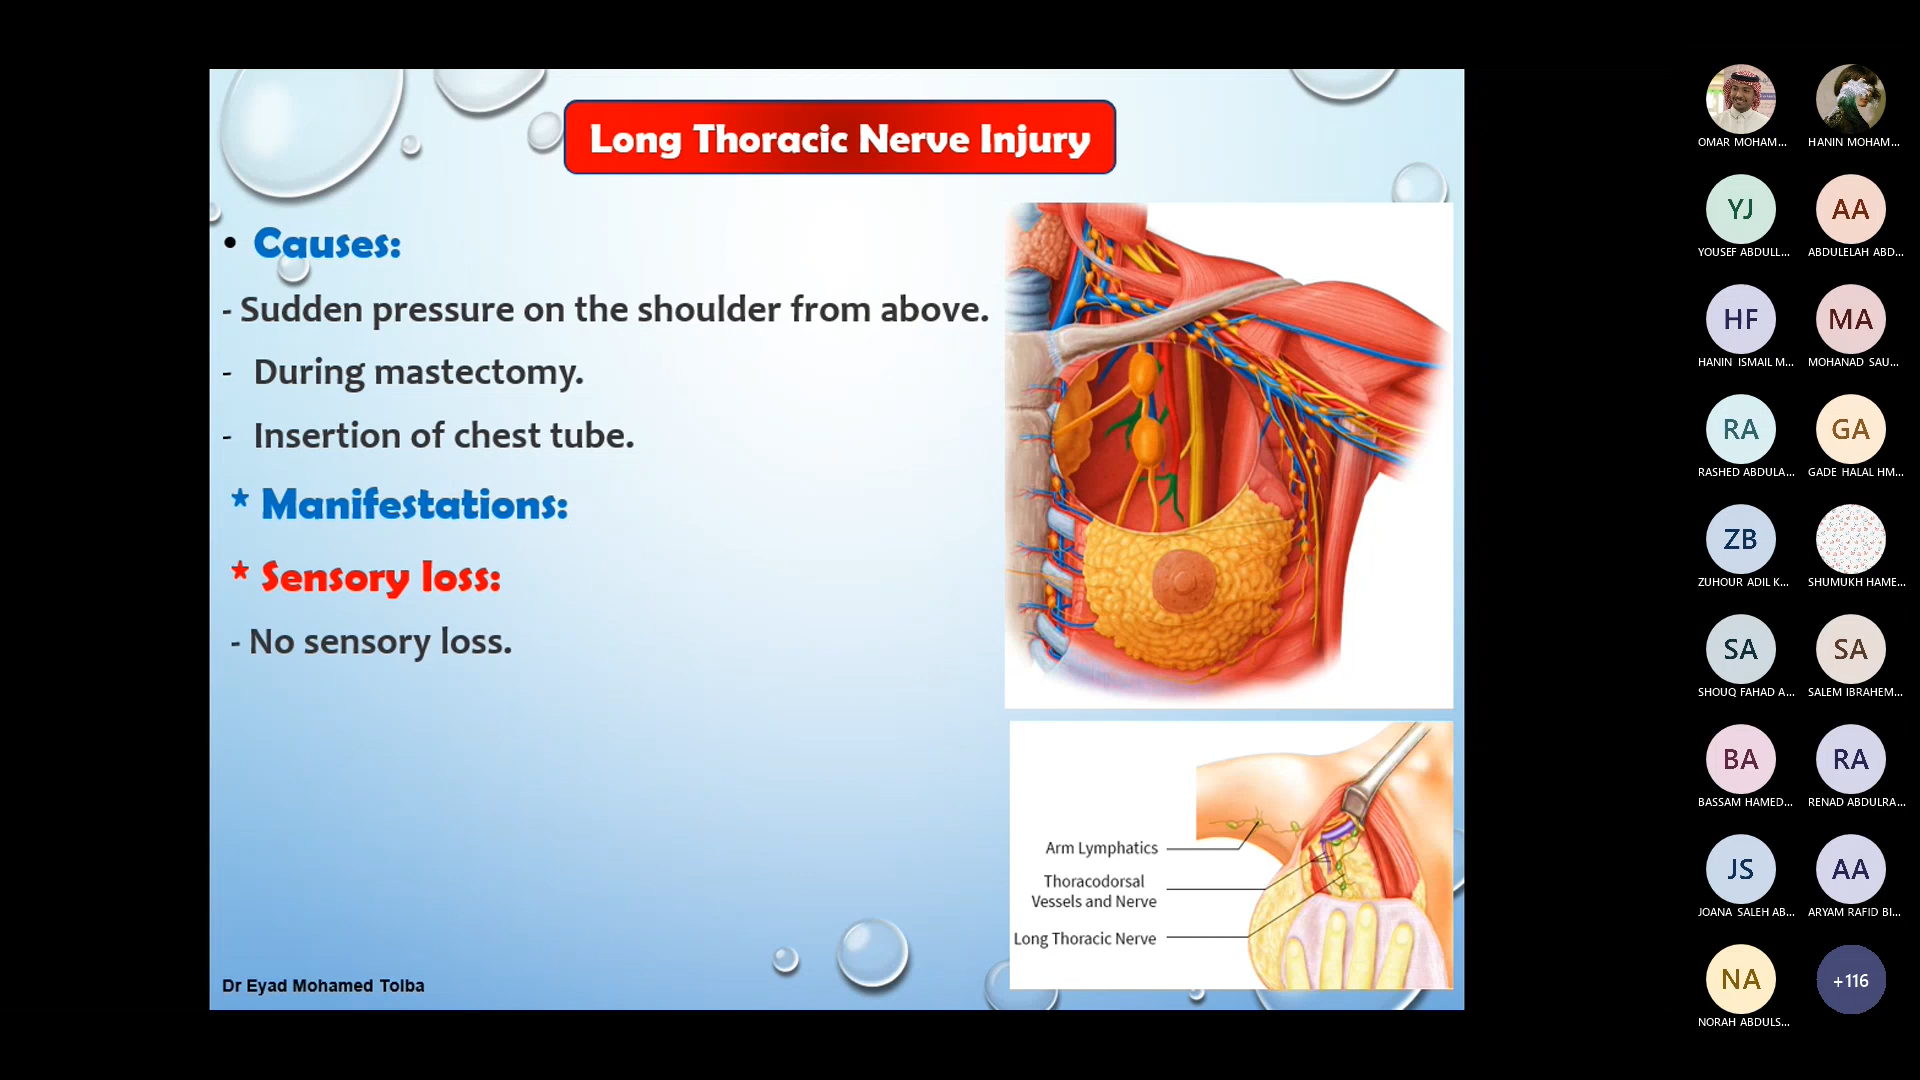 Long Thoracic Nerve Injury
• Causes:
- Sudden pressure on the shoulder from above.
- During mastectomy.
- Insertion of chest tube.
* Manifestations:
* Sensory loss:
- No sensory loss.
Arm Lymphatics
Thoracodorsal
Vessels and Nerve
Long Thoracic Nerve
Dr Eyad Mohamed Tolba
OMAR MOHAM...
HANIN MOHAM...
YJ
AA
YOUSEF ABDULL...
ABDULELAH ABD...
HF
MA
HANIN ISMAIL M...
MOHANAD SAU...
RA
GA
RASHED ABDULA...
GADE HALAL HM...
ZB
ZUHOUR ADIL K...
SHUMUKH HAME...
SA
SA
SHOUQ FAHAD A...
SALEM IBRAHEM...
BA
RA
BASSAM HAMED...
RENAD ABDULRA...
JS
AA
JOANA SALEH AB...
ARYAM RAFID BI...
NA
+116
NORAH ABDULS...